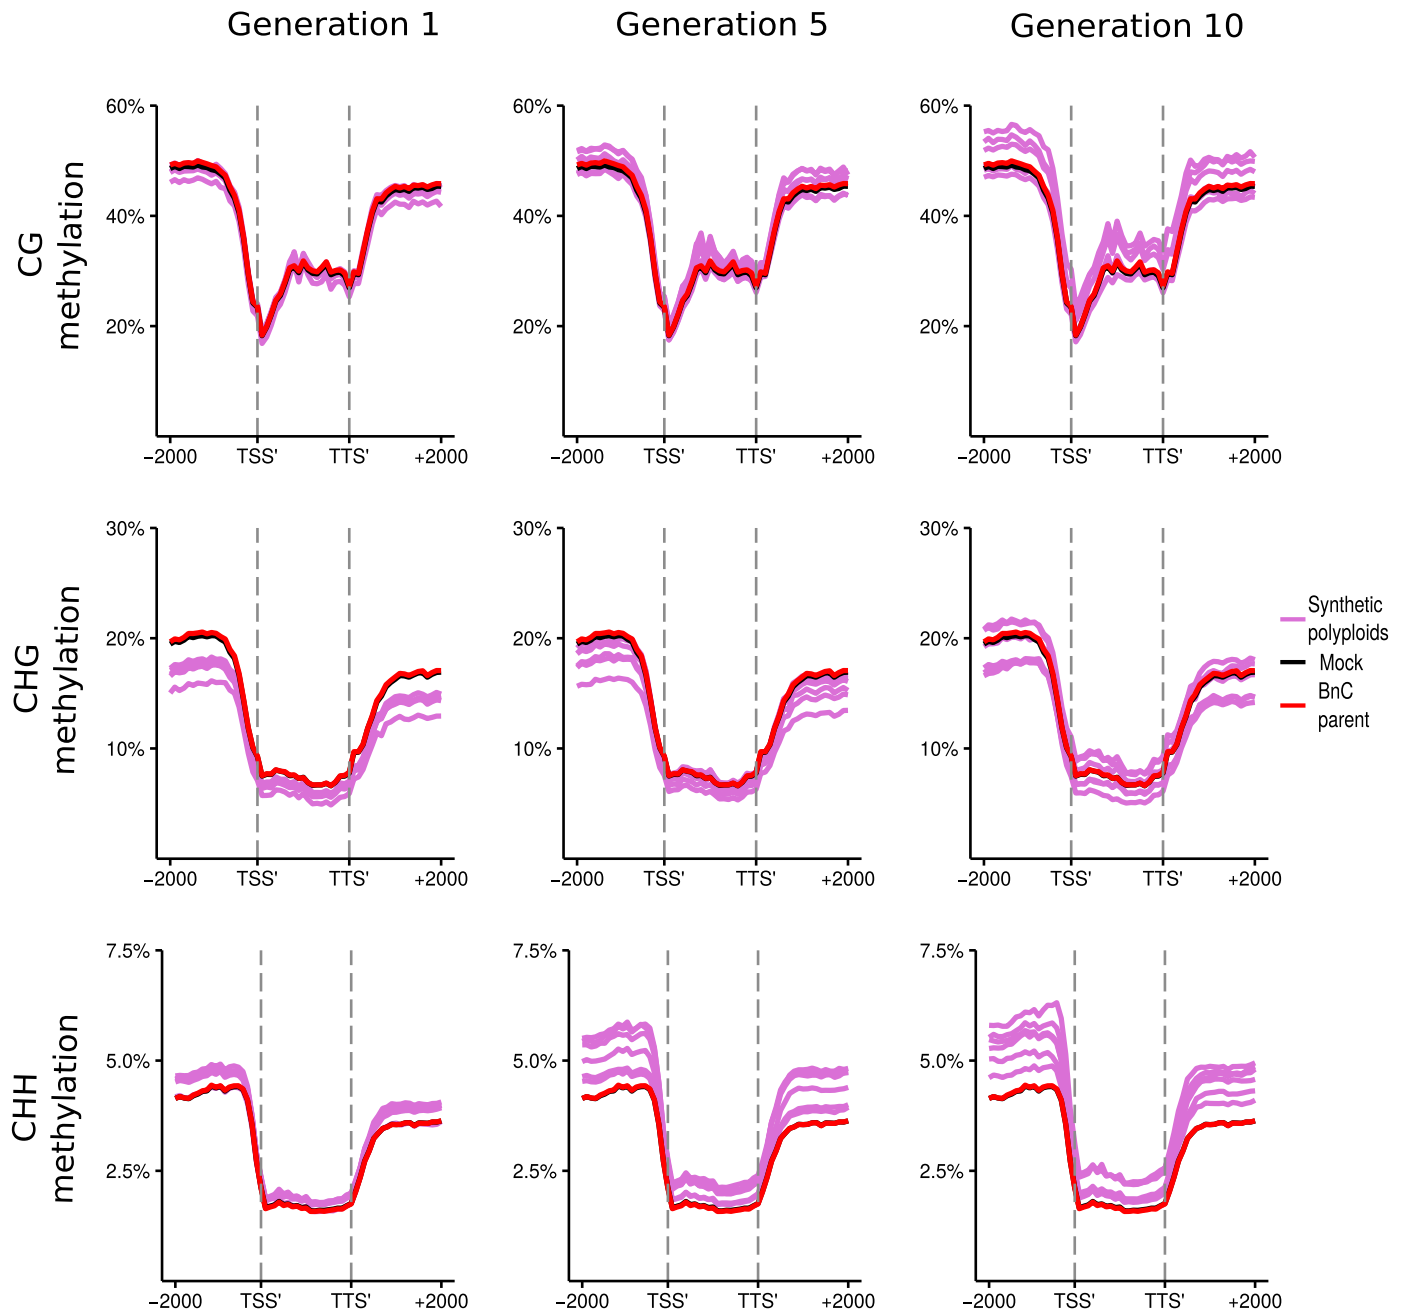 Generation 1
Generation 5
Generation 10
CG
methylation
60%
40%
20%
−2000
TSS'
TTS'
+2000
60%
40%
20%
−2000
TSS'
TTS'
+2000
60%
40%
20%
−2000
TSS'
TTS'
+2000
CHG
methylation
30%
20%
10%
−2000
TSS'
TTS'
+2000
30%
20%
10%
−2000
TSS'
TTS'
+2000
30%
20%
10%
−2000
TSS'
TTS'
+2000
Synthetic
polyploids
Mock
BnC
parent
CHH
methylation
7.5%
5.0%
2.5%
−2000
TSS'
TTS'
+2000
7.5%
5.0%
2.5%
−2000
TSS'
TTS'
+2000
7.5%
5.0%
2.5%
−2000
TSS'
TTS'
+2000